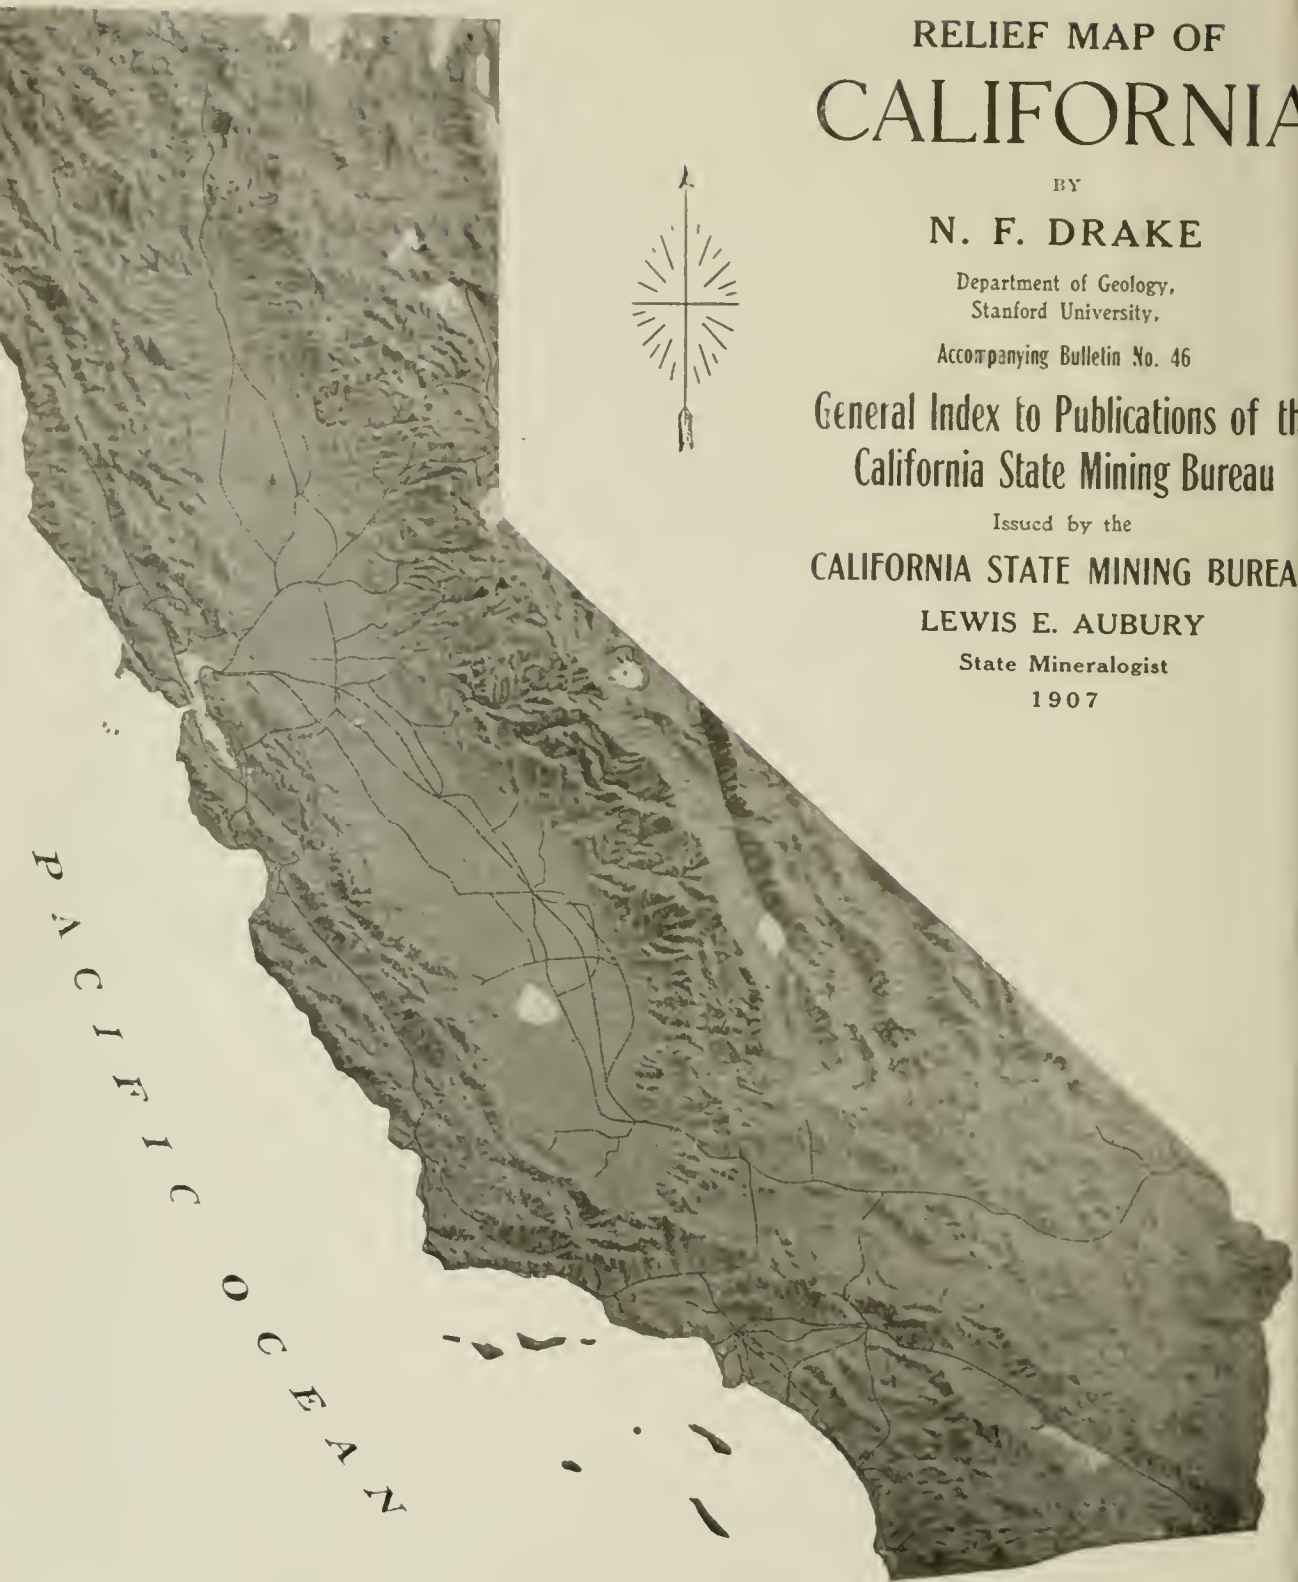 RELIEF MAP OF
CALIFORNIA
BY
N. F. DRAKE
Department of Geology,
Stanford University,
Accompanying Bulletin No. 46
General Index to Publications of th
California State Mining Bureau
Issued by the
CALIFORNIA STATE MINING BUREA
LEWIS E. AUBURY
State Mineralogist
1907
PACIFIC OCEAN